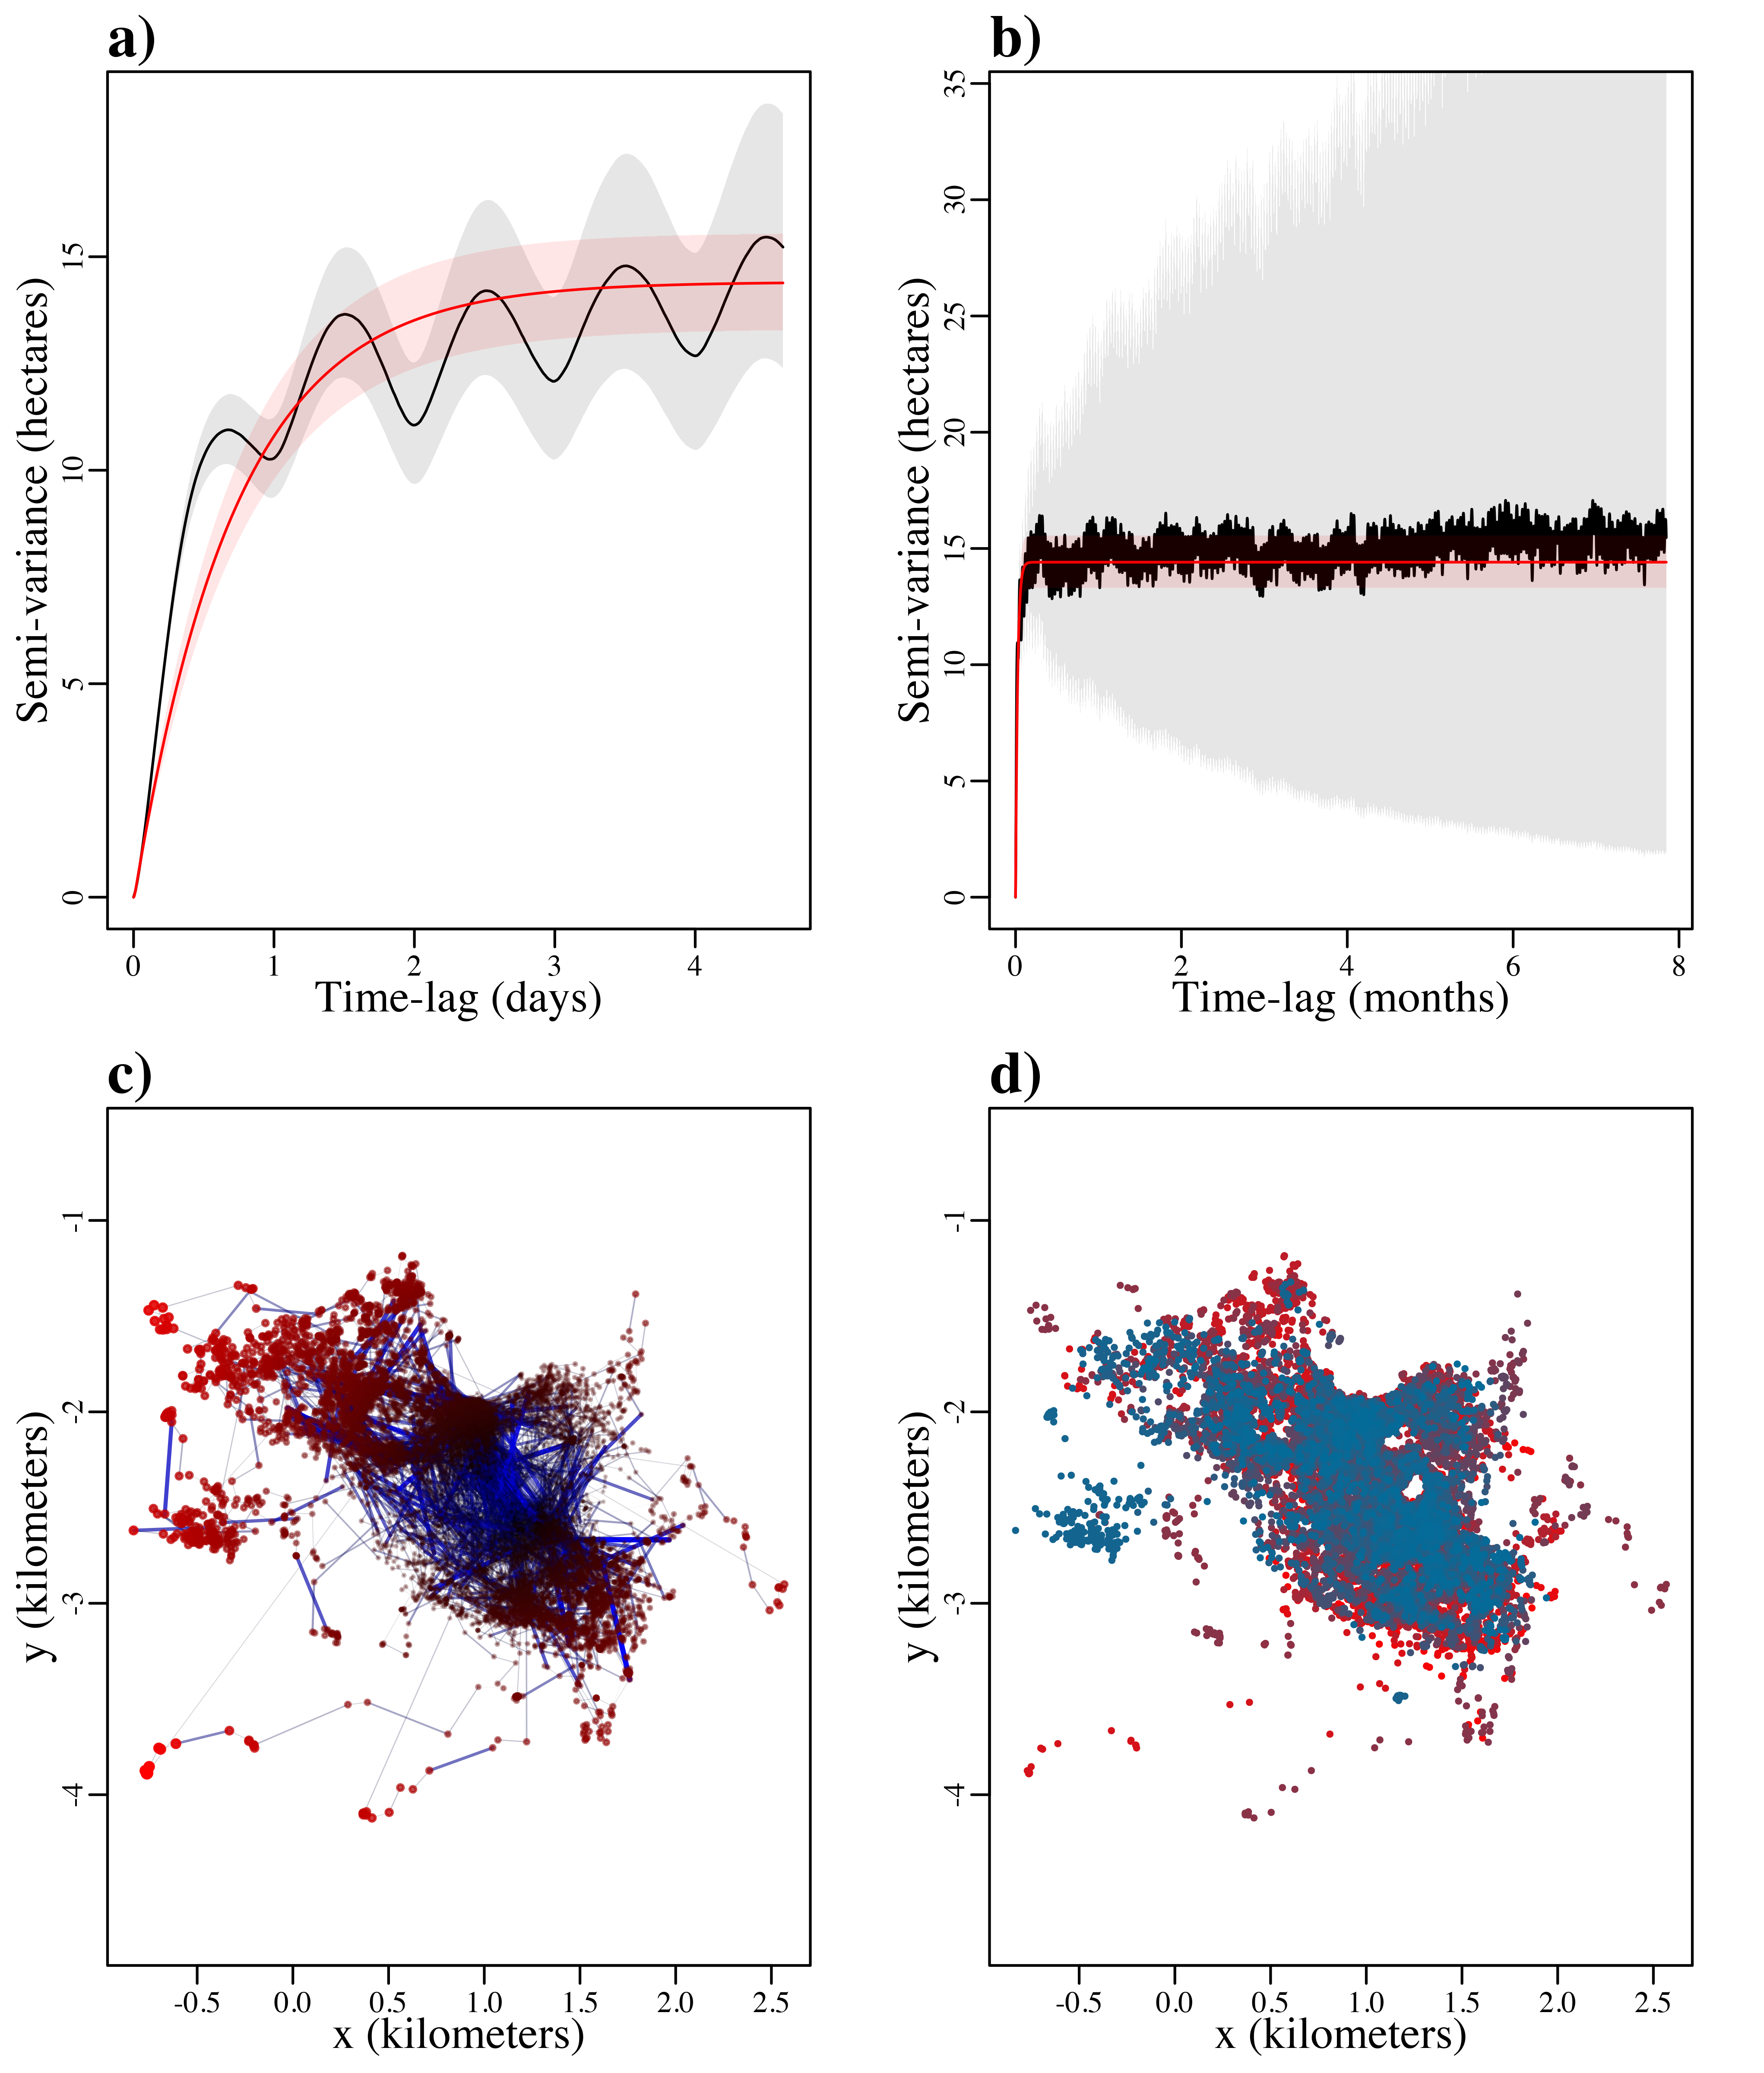 a)
Semi-variance (hectares)
0 5 10 15
0 1 2 3 4
Time-lag (days)
b)
Semi-variance (hectares)
0 5 10 15 20 25 30 35
0 2 4 6 8
Time-lag (months)
c)
y (kilometers)
-4 -3 -2 -1
-0.5 0.0 0.5 1.0 1.5 2.0 2.5
x (kilometers)
d)
y (kilometers)
-4 -3 -2 -1
-0.5 0.0 0.5 1.0 1.5 2.0 2.5
x (kilometers)